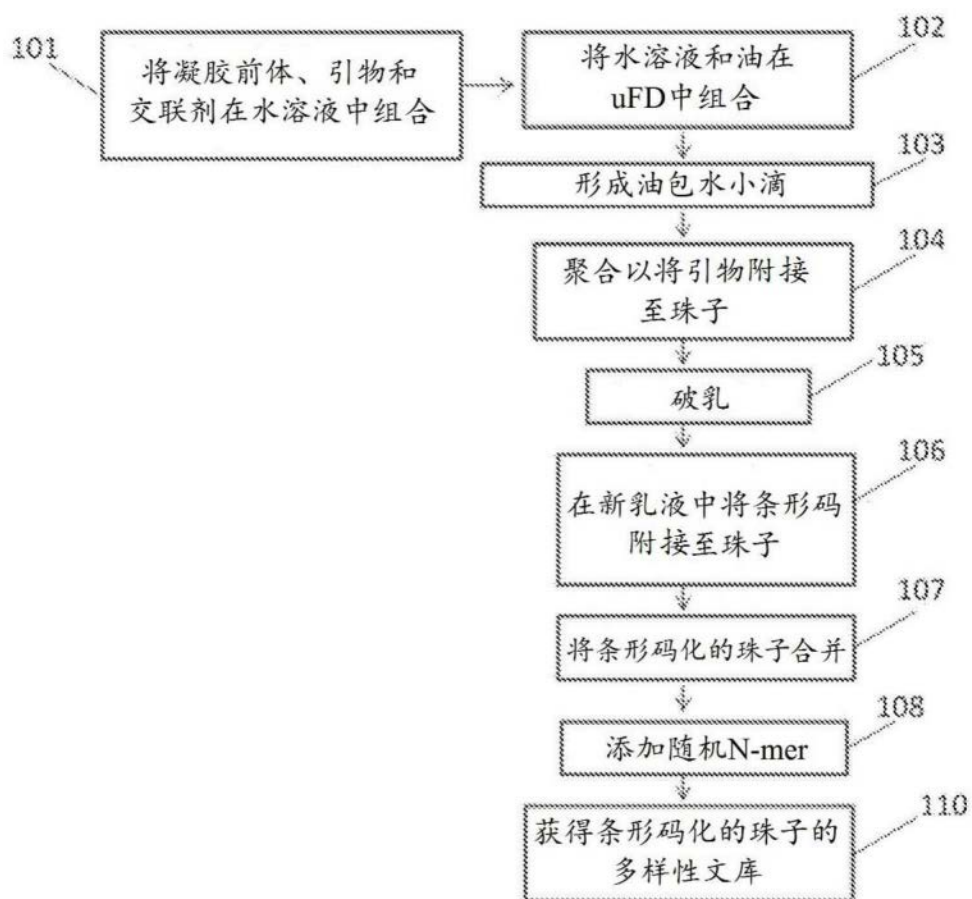 101
将凝胶前体、引物和
交联剂在水溶液中组合
102
将水溶液和油在
uFD中组合
103
形成油包水小滴
104
聚合以将引物附接
至珠子
105
破乳
106
在新乳液中将条形码
附接至珠子
107
将条形码化的珠子合并
108
添加随机N-mer
110
获得条形码化的珠子的
多样性文库